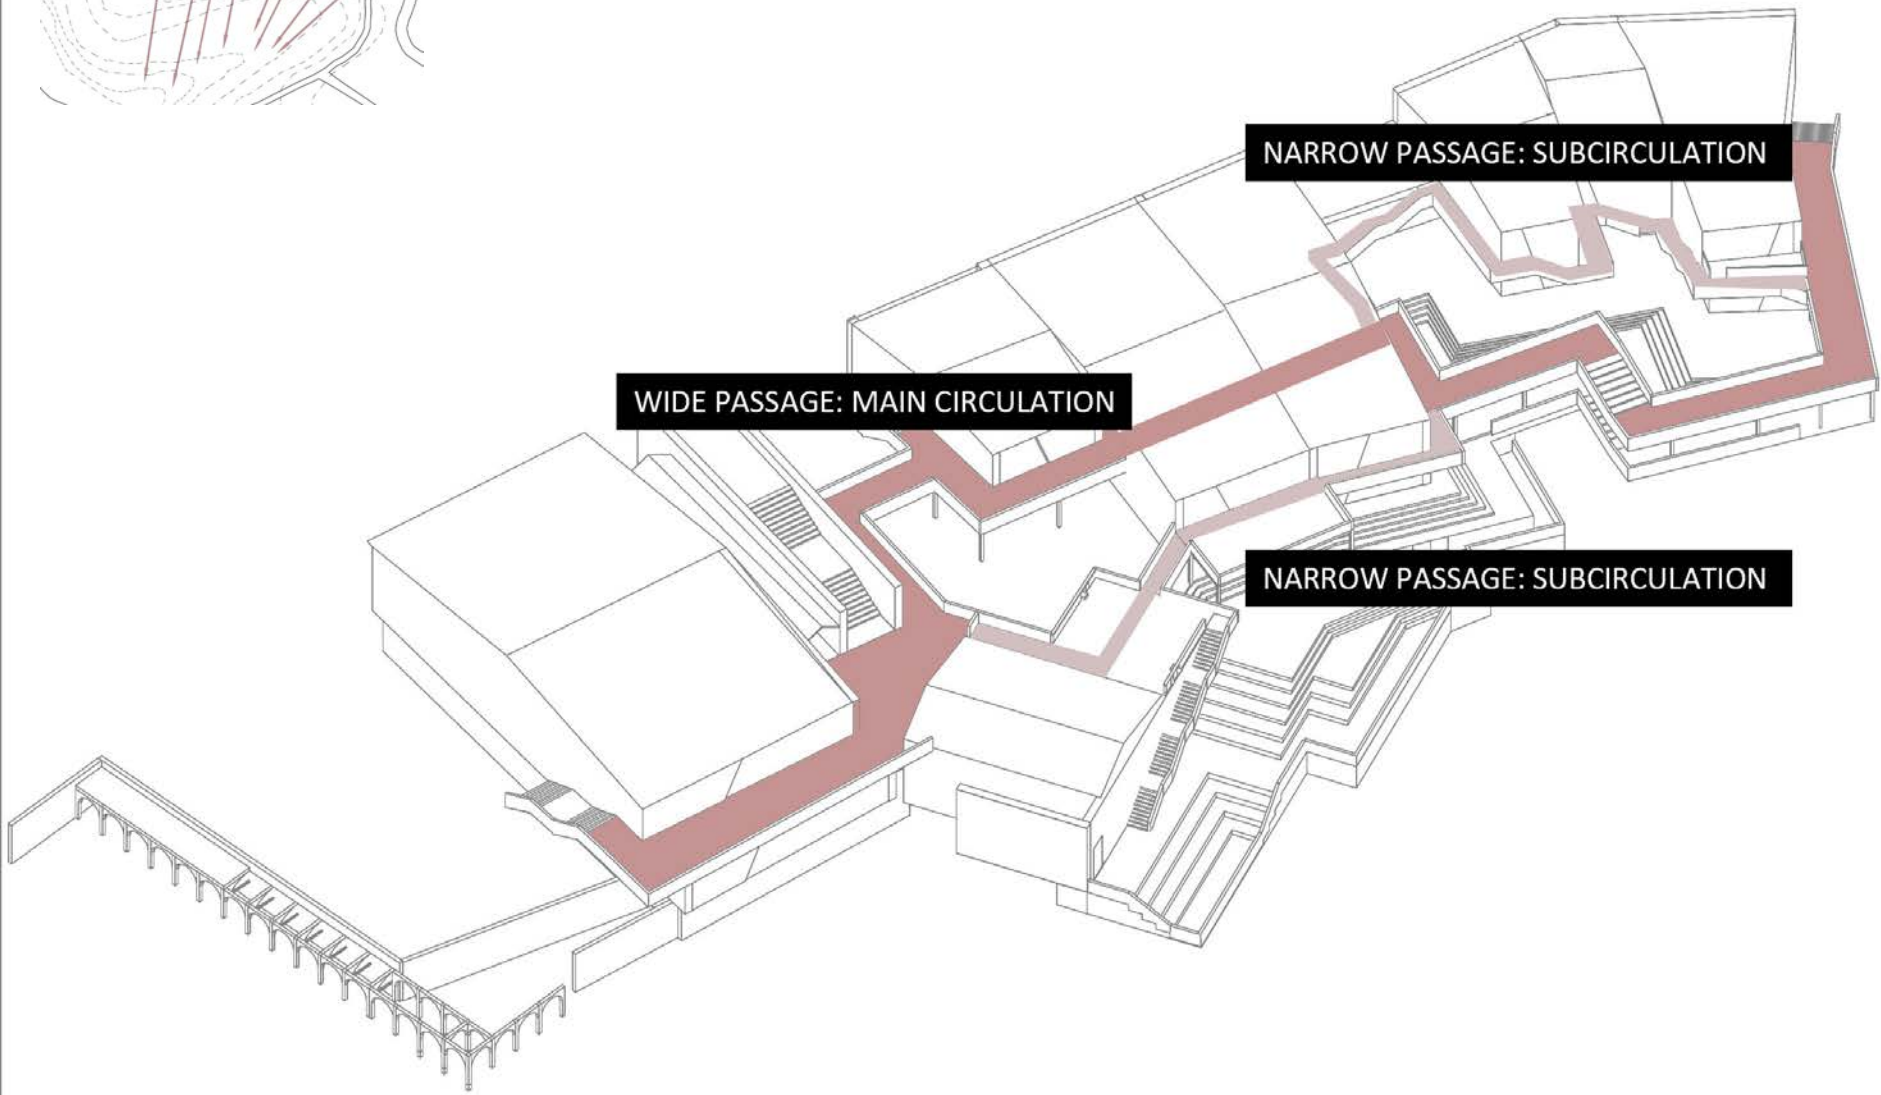 NARROW PASSAGE: SUBCIRCULATION
WIDE PASSAGE: MAIN CIRCULATION
NARROW PASSAGE: SUBCIRCULATION